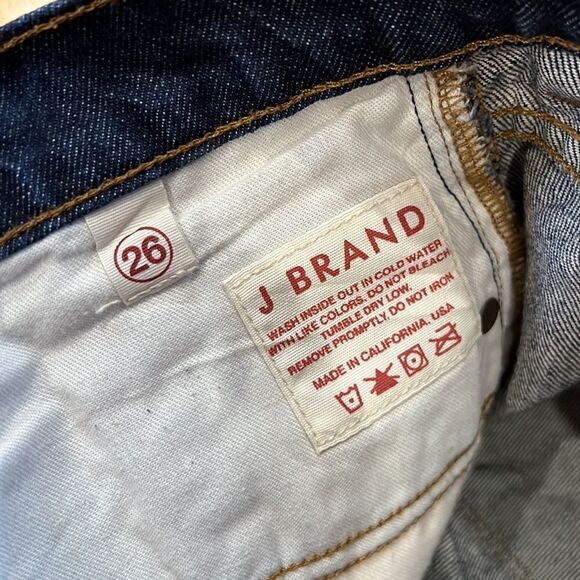 26
J BRAND
WASH INSIDE OUT IN COLD WATER
WITH LIKE COLORS. DO NOT BLEACH.
TUMBLE DRY LOW.
REMOVE PROMPTLY. DO NOT IRON
MADE IN CALIFORNIA. USA